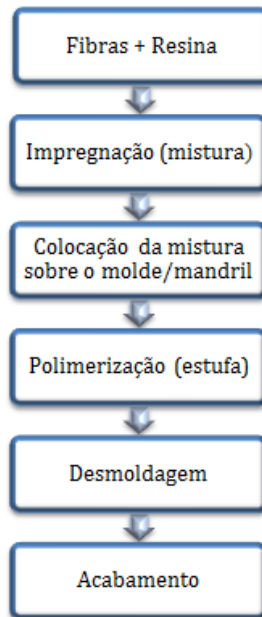 Fibras + Resina
Impregnação (mistura)
Colocação da mistura
sobre o molde/mandril
Polimerização (estufa)
Desmoldagem
Acabamento